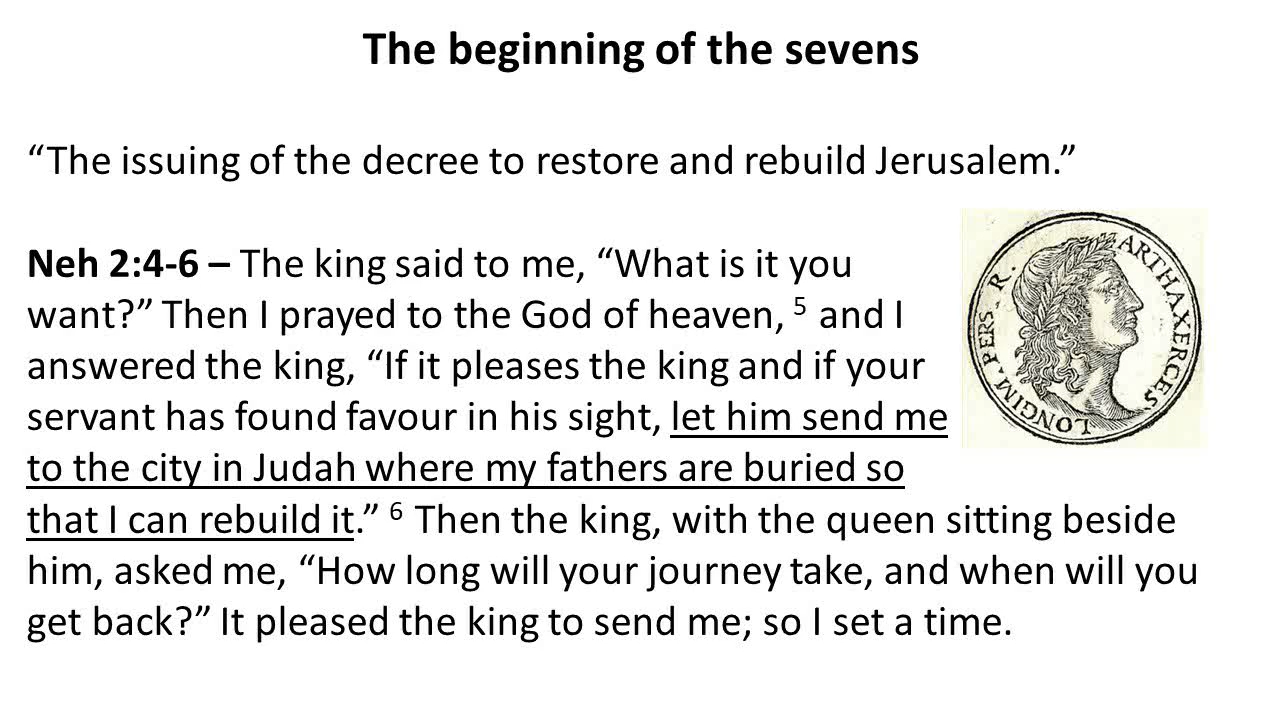 The beginning of the sevens
“The issuing of the decree to restore and rebuild Jerusalem.”
Neh 2:4-6 – The king said to me, “What is it you
want?” Then I prayed to the God of heaven, 5 and I
answered the king, “If it pleases the king and if your
servant has found favour in his sight, let him send me
to the city in Judah where my fathers are buried so
that I can rebuild it.” 6 Then the king, with the queen sitting beside
him, asked me, “How long will your journey take, and when will you
get back?” It pleased the king to send me; so I set a time.
LONGIM. PERS. R. ARTHAXERCES